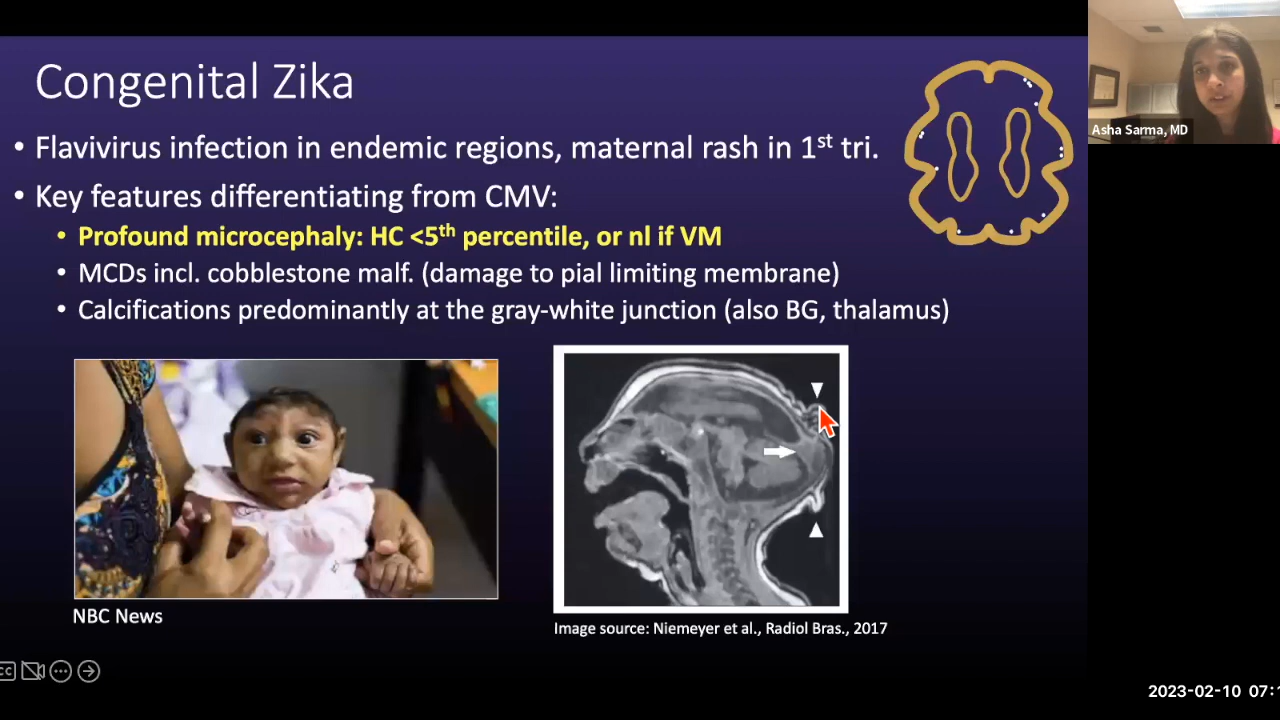 Congenital Zika
• Flavivirus infection in endemic regions, maternal rash in 1st tri.
• Key features differentiating from CMV:
• Profound microcephaly: HC <5th percentile, or nl if VM
• MCDs incl. cobblestone malf. (damage to pial limiting membrane)
• Calcifications predominantly at the gray-white junction (also BG, thalamus)
NBC News
Image source: Niemeyer et al., Radiol Bras., 2017
Asha Sarma, MD
CC
2023-02-10 07:1